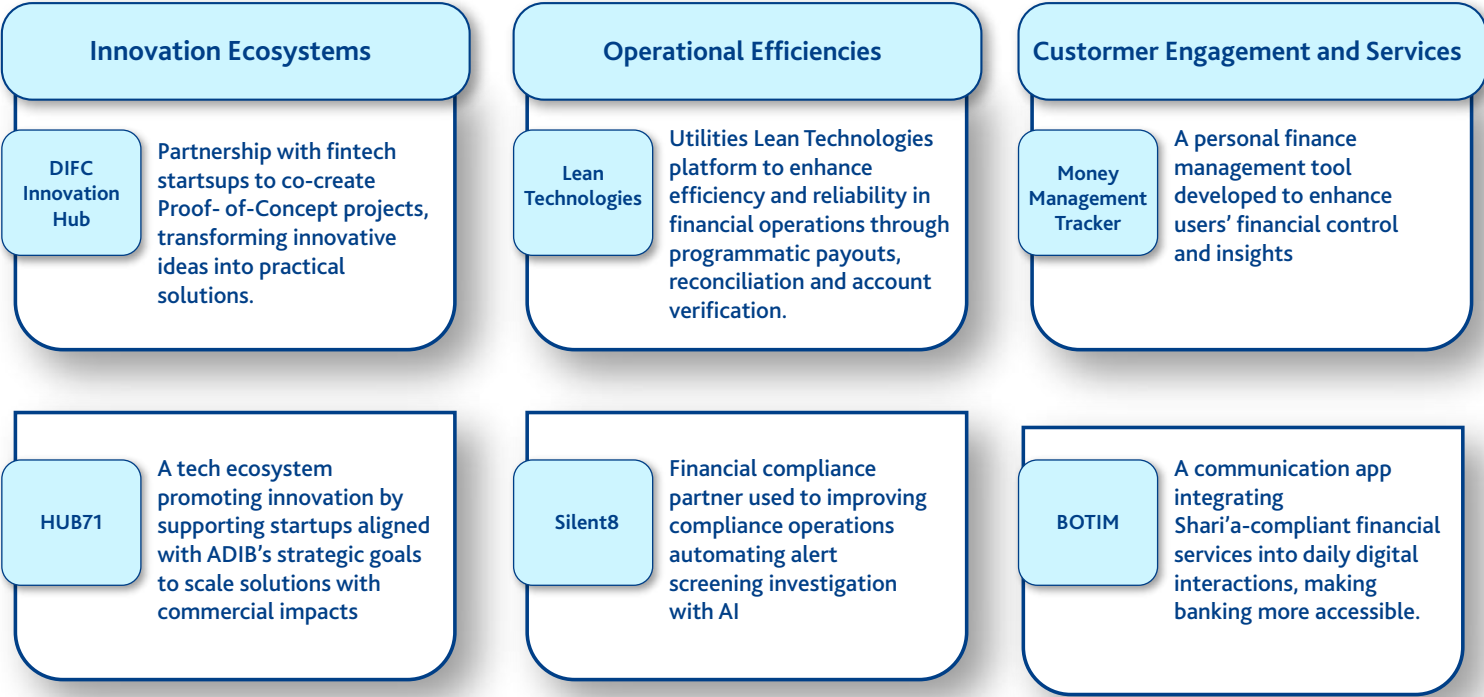 Innovation Ecosystems
DIFC
Innovation
Hub
Partnership with fintech
startsups to co-create
Proof- of-Concept projects,
transforming innovative
ideas into practical
solutions.
HUB71
A tech ecosystem
promoting innovation by
supporting startups aligned
with ADIB’s strategic goals
to scale solutions with
commercial impacts
Operational Efficiencies
Lean
Technologies
Utilities Lean Technologies
platform to enhance
efficiency and reliability in
financial operations through
programmatic payouts,
reconciliation and account
verification.
Silent8
Financial compliance
partner used to improving
compliance operations
automating alert
screening investigation
with AI
Custormer Engagement and Services
Money
Management
Tracker
A personal finance
management tool
developed to enhance
users’ financial control
and insights
BOTIM
A communication app
integrating
Shari’a-compliant financial
services into daily digital
interactions, making
banking more accessible.